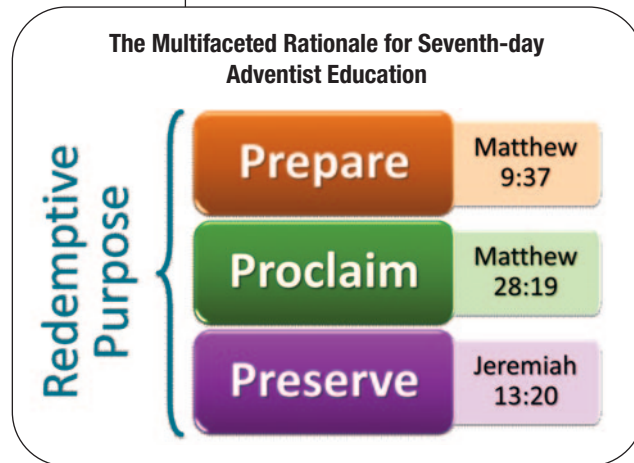 The Multifaceted Rationale for Seventh-day
Adventist Education
Redemptive
Purpose
Prepare
Matthew
9:37
Proclaim
Matthew
28:19
Preserve
Jeremiah
13:20